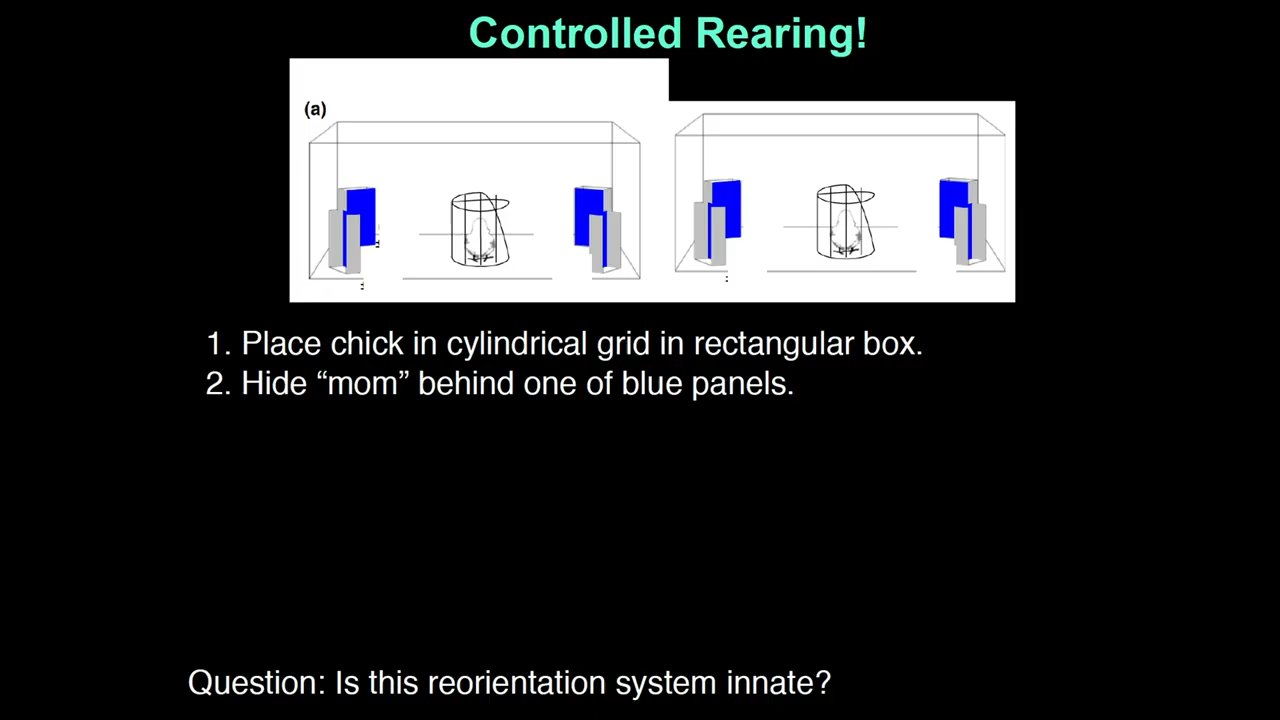 Controlled Rearing!
(a)
1. Place chick in cylindrical grid in rectangular box.
2. Hide “mom” behind one of blue panels.
Question: Is this reorientation system innate?